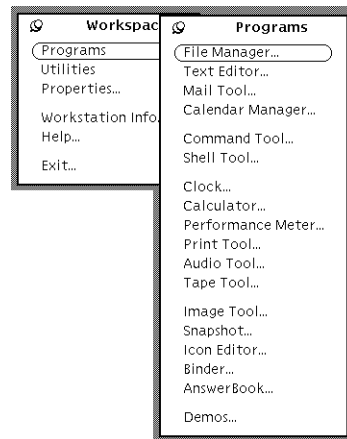 Workspac
Programs
Utilities
Properties...
Workstation Info.
Help...
Exit...
Programs
File Manager...
Text Editor...
Mail Tool...
Calendar Manager...
Command Tool...
Shell Tool...
Clock...
Calculator...
Performance Meter...
Print Tool...
Audio Tool...
Tape Tool...
Image Tool...
Snapshot...
Icon Editor...
Binder...
AnswerBook...
Demos...